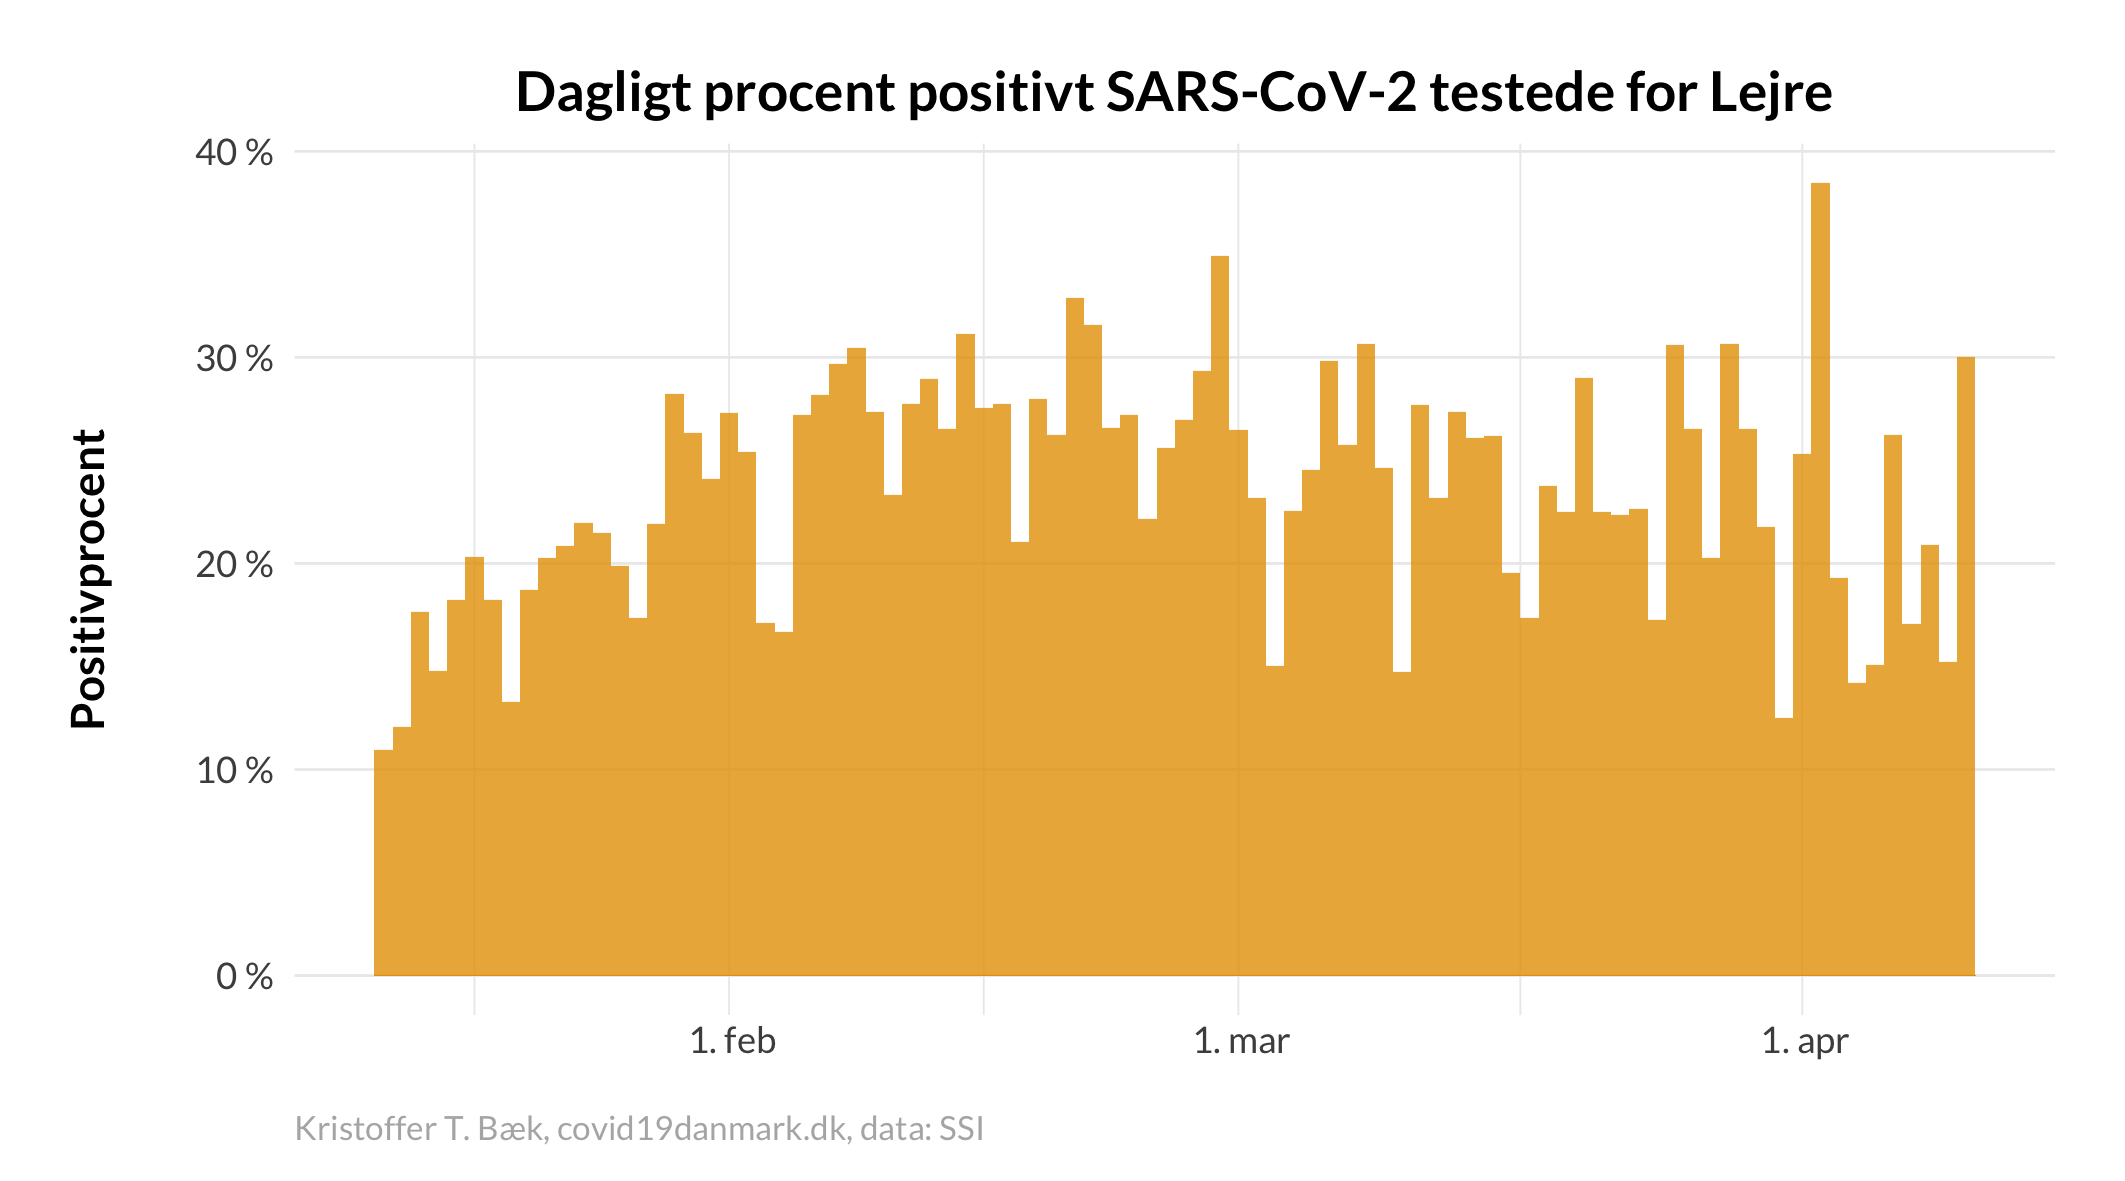 Dagligt procent positivt SARS-CoV-2 testede for Lejre
40 %
30 %
20 %
10 %
0 %
Positivprocent
1. feb
1. mar
1. apr
Kristoffer T. Bæk, covid19danmark.dk, data: SSI